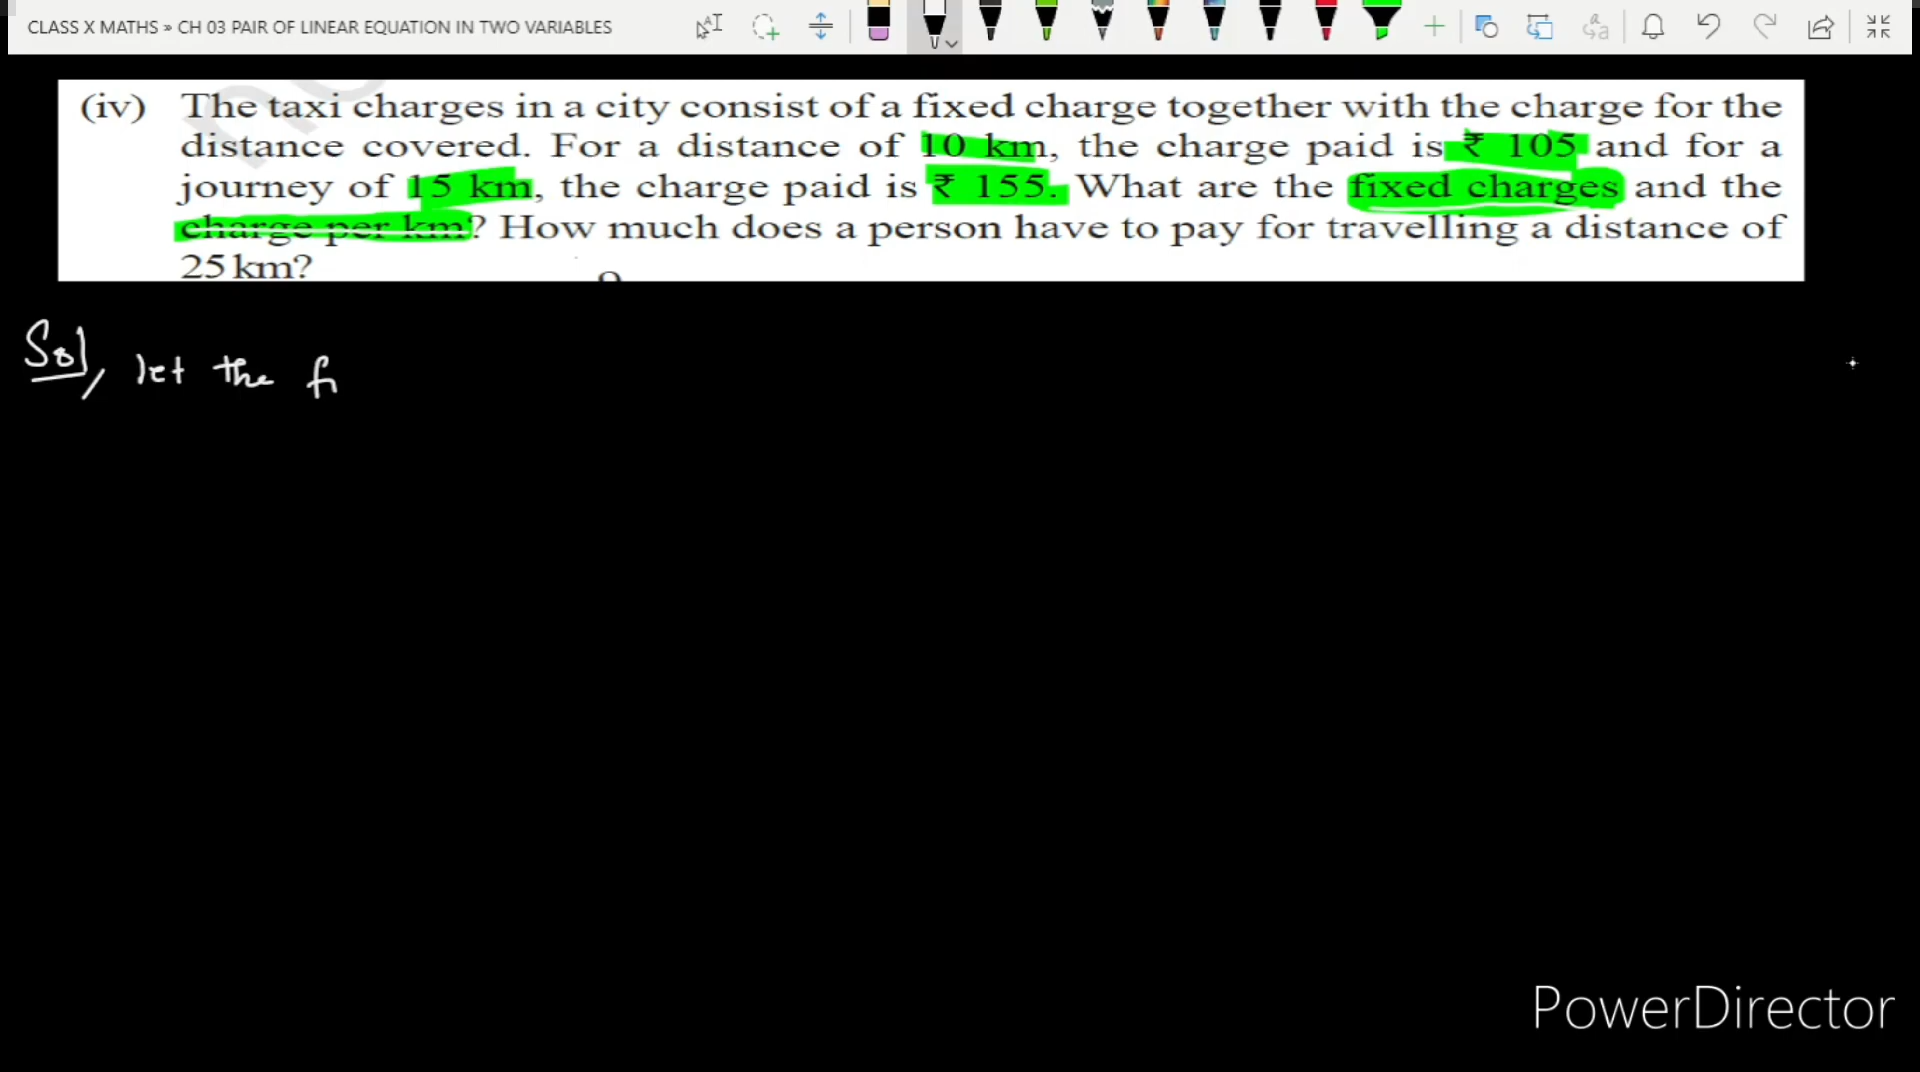 CLASS X MATHS » CH 03 PAIR OF LINEAR EQUATION IN TWO VARIABLES
(iv) The taxi charges in a city consist of a fixed charge together with the charge for the
distance covered. For a distance of 10 km, the charge paid is ₹ 105 and for a
journey of 15 km, the charge paid is ₹ 155. What are the fixed charges and the
charge per km? How much does a person have to pay for travelling a distance of
25 km?
Sol, let the
PowerDirector